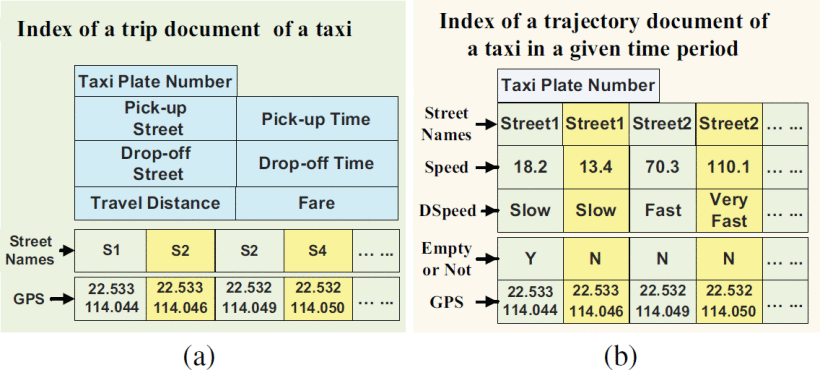 Index of a trip document of a taxi
Taxi Plate Number
Pick-up Street
Pick-up Time
Drop-off Street
Drop-off Time
Travel Distance
Fare
Street Names
S1 S2 S2 S4 ... ...
GPS
22.533 22.533 22.532 22.532 ... ...
114.044 114.046 114.049 114.050
(a)
Index of a trajectory document of
a taxi in a given time period
Taxi Plate Number
Street Names
Street1 Street1 Street2 Street2 ... ...
Speed
18.2 13.4 70.3 110.1 ... ...
DSpeed
Slow Slow Fast Very Fast ... ...
Empty or Not
Y N N N ... ...
GPS
22.533 22.533 22.532 22.532 ... ...
114.044 114.046 114.049 114.050
(b)